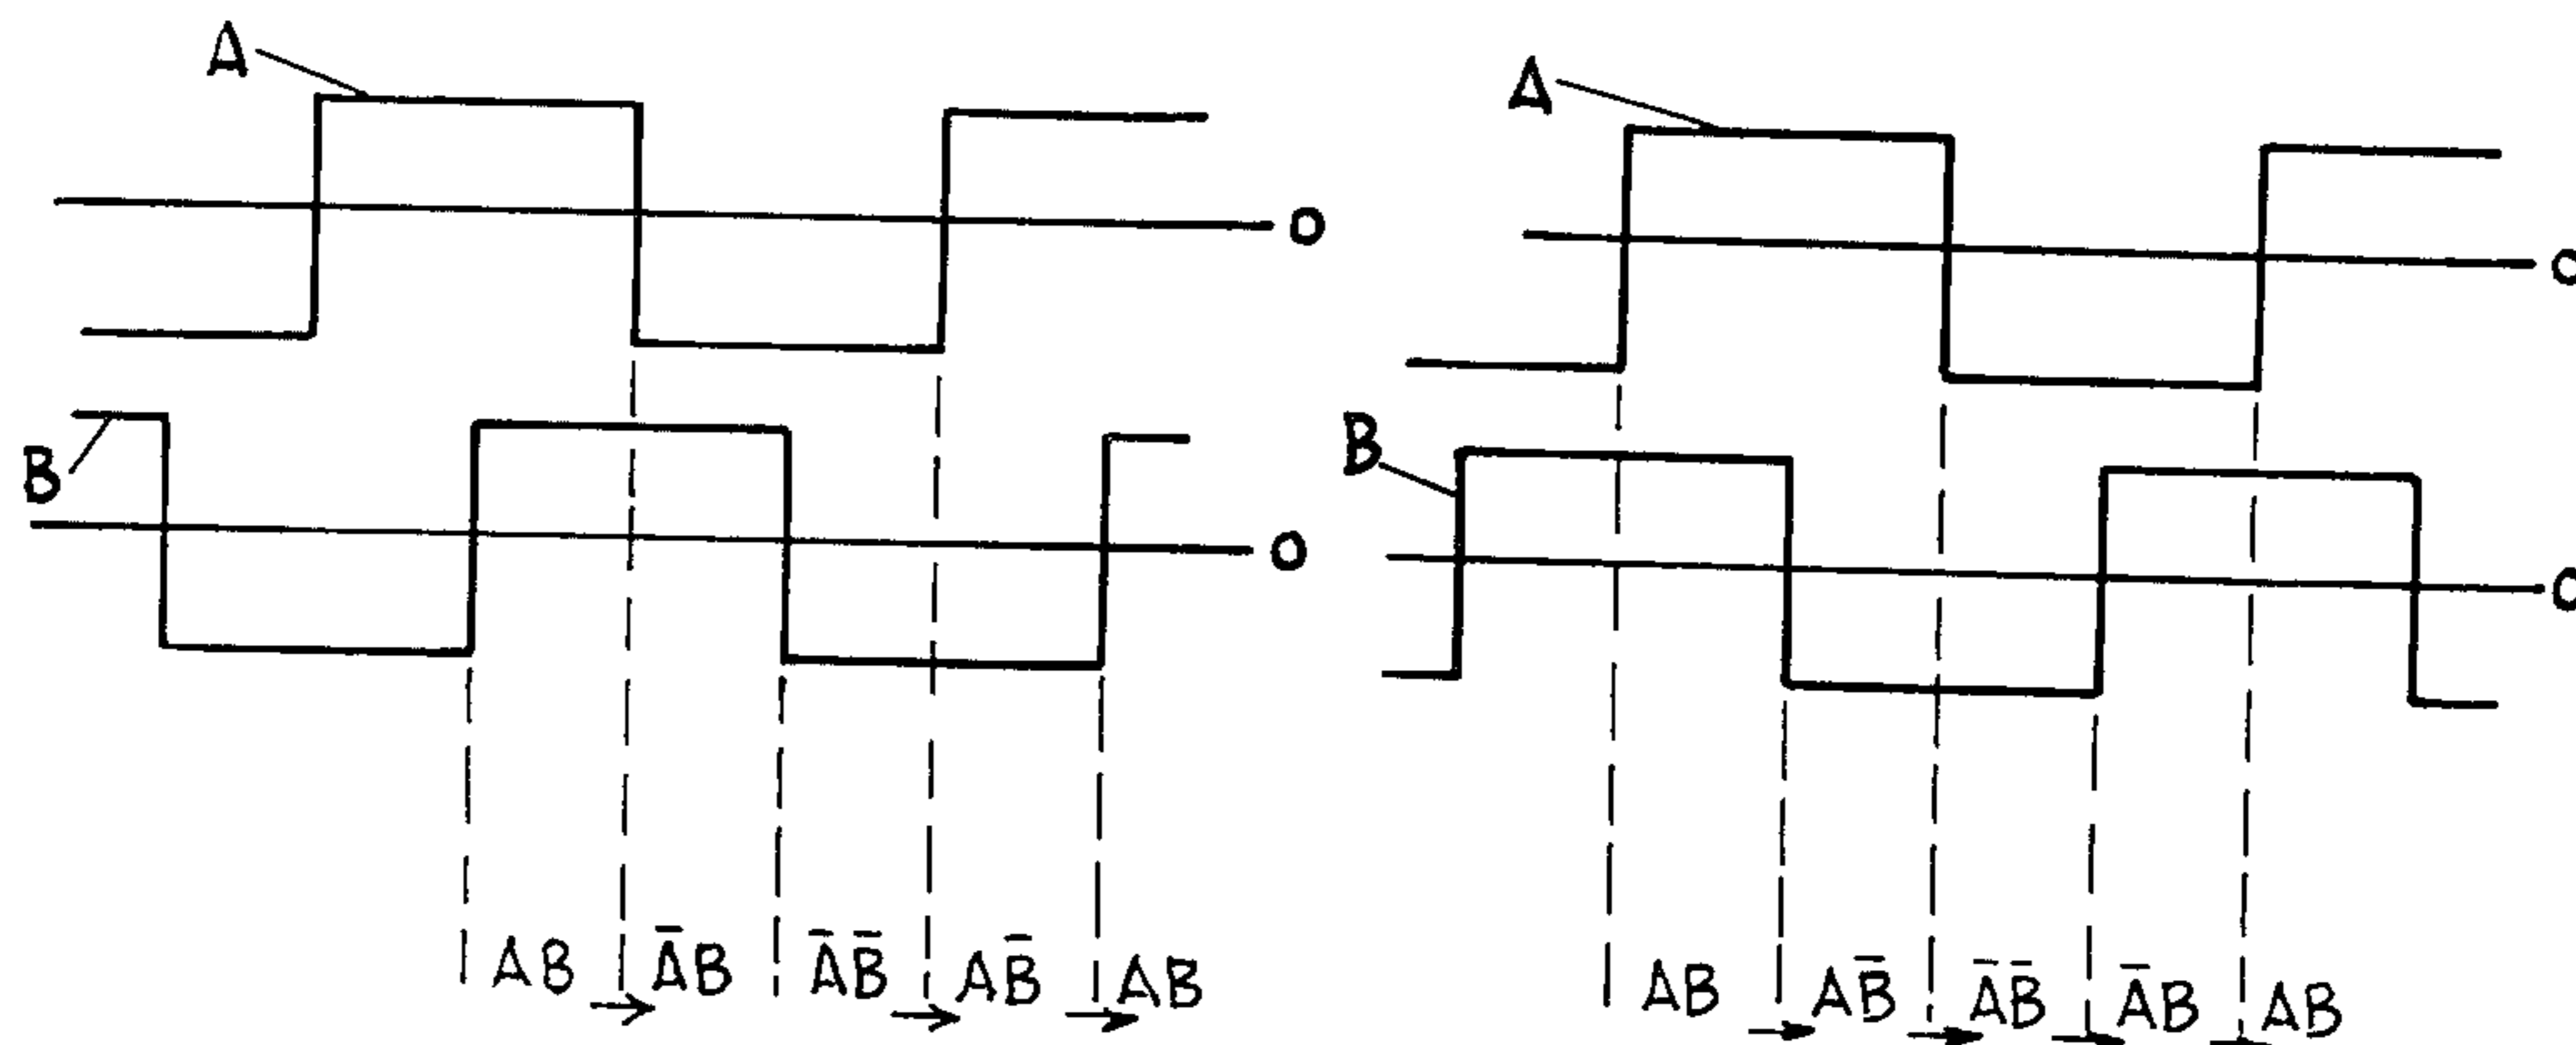 A
A
O
O
B
B
O
O
AB → ĀB ĀB̄ → AB̄ → AB
AB → AB̄ → ĀB̄ → ĀB → AB